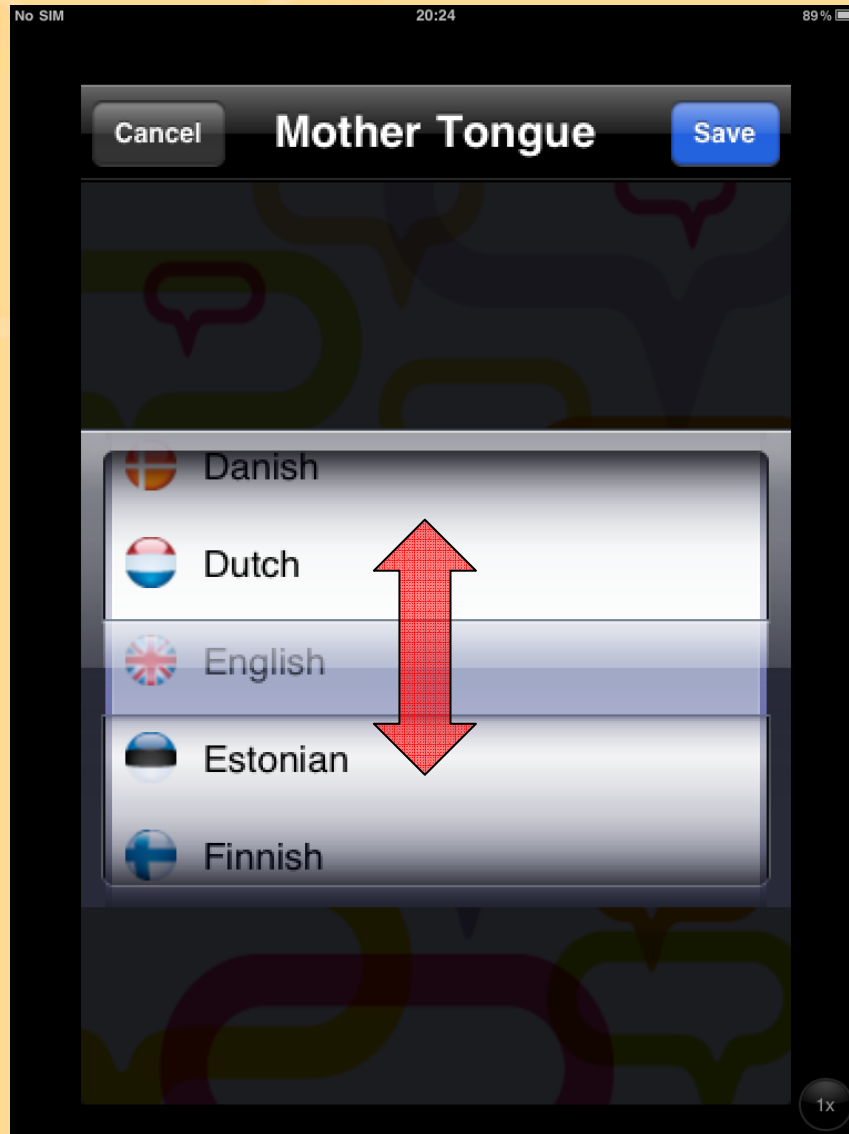 No SIM 20:24 89%
Cancel Mother Tongue Save
Danish
Dutch
English
Estonian
Finnish
1x